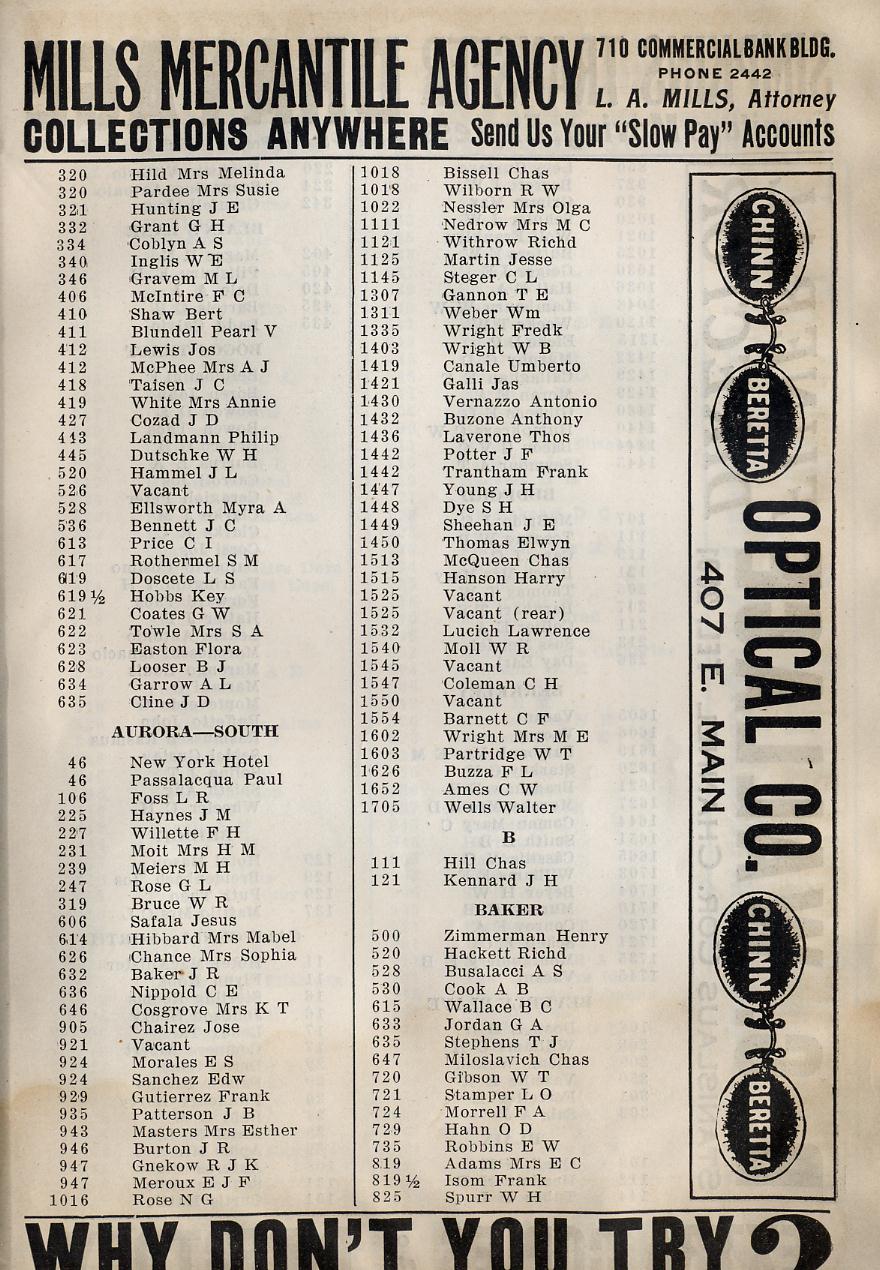 MILLS MERCANTILE AGENCY
710 COMMERCIAL BANK BLDG.
PHONE 2442
L. A. MILLS, Attorney
COLLECTIONS ANYWHERE Send Us Your "Slow Pay" Accounts
320 Hild Mrs Melinda
320 Pardee Mrs Susie
321 Hunting J E
332 Grant G H
334 Coblyn A S
340 Inglis W E
346 Gravem M L
406 McIntire F C
410 Shaw Bert
411 Blundell Pearl V
412 Lewis Jos
412 McPhee Mrs A J
418 Taisen J C
419 White Mrs Annie
427 Cozad J D
443 Landmann Philip
445 Dutschke W H
520 Hammel J L
526 Vacant
528 Ellsworth Myra A
536 Bennett J C
613 Price C I
617 Rothermel S M
619 Doscete L S
619 ½ Hobbs Key
621 Coates G W
622 Towle Mrs S A
623 Easton Flora
628 Looser B J
634 Garrow A L
635 Cline J D
AURORA—SOUTH
46 New York Hotel
46 Passalacqua Paul
106 Foss L R
225 Haynes J M
227 Willette F H
231 Moit Mrs H M
239 Meiers M H
247 Rose G L
319 Bruce W R
606 Safala Jesus
614 Hibbard Mrs Mabel
626 Chance Mrs Sophia
632 Baker J R
636 Nippold C E
646 Cosgrove Mrs K T
905 Chairez Jose
921 Vacant
924 Morales E S
924 Sanchez Edw
929 Gutierrez Frank
935 Patterson J B
943 Masters Mrs Esther
946 Burton J R
947 Gnekow R J K
947 Meroux E J F
1016 Rose N G
1018 Bissell Chas
1018 Wilborn R W
1022 Nessler Mrs Olga
1111 Nedrow Mrs M C
1121 Withrow Richd
1125 Martin Jesse
1145 Steger C L
1307 Gannon T E
1311 Weber Wm
1335 Wright Fredk
1403 Wright W B
1419 Canale Umberto
1421 Galli Jas
1430 Vernazzo Antonio
1432 Buzone Anthony
1436 Laverone Thos
1442 Potter J F
1442 Trantham Frank
1447 Young J H
1448 Dye S H
1449 Sheehan J E
1450 Thomas Elwyn
1513 McQueen Chas
1515 Hanson Harry
1525 Vacant
1525 Vacant (rear)
1532 Lucich Lawrence
1540 Moll W R
1545 Vacant
1547 Coleman C H
1550 Vacant
1554 Barnett C F
1602 Wright Mrs M E
1603 Partridge W T
1626 Buzza F L
1652 Ames C W
1705 Wells Walter
B
111 Hill Chas
121 Kennard J H
BAKER
500 Zimmerman Henry
520 Hackett Richd
528 Busalacci A S
530 Cook A B
615 Wallace B C
633 Jordan G A
635 Stephens T J
647 Miloslavich Chas
720 Gibson W T
721 Stamper L O
724 Morrell F A
729 Hahn O D
735 Robbins E W
819 Adams Mrs E C
819 ½ Isom Frank
825 Spurr W H
CHINN BERETTA
OPTICAL CO.
407 E. MAIN
CHINN BERETTA
WHY DON'T YOU TRY?